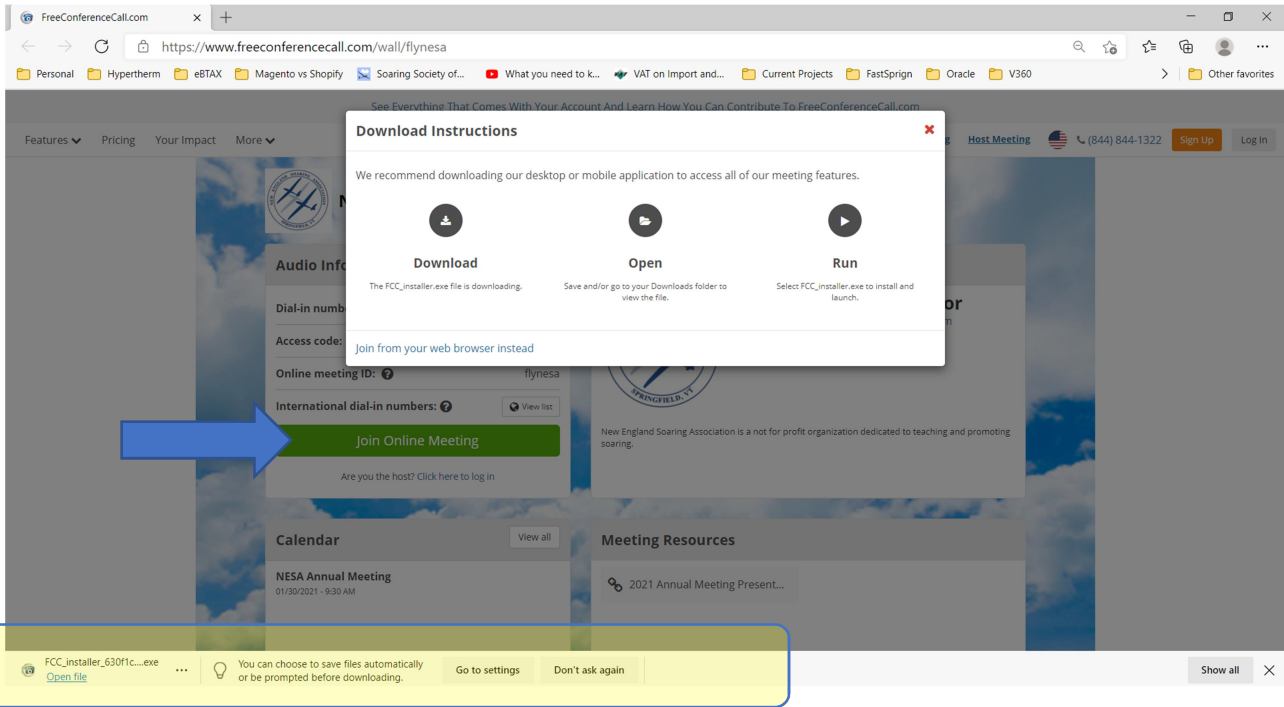 FreeConferenceCall.com
https://www.freeconferencecall.com/wall/flynesa
Personal
Hypertherm
eBTAX
Magento vs Shopify
Soaring Society of...
What you need to k...
VAT on Import and...
Current Projects
FastSprign
Oracle
V360
Other favorites
See Everything That Comes With Your Account And Learn How You Can Contribute To FreeConferenceCall.com
Features
Pricing
Your Impact
More
Host Meeting
(844) 844-1322
Sign Up
Log In
Download Instructions
We recommend downloading our desktop or mobile application to access all of our meeting features.
Download
The FCC_installer.exe file is downloading.
Open
Save and/or go to your Downloads folder to
view the file.
Run
Select FCC_installer.exe to install and
launch.
Join from your web browser instead
N
Audio Info
Dial-in numb
Access code:
Online meeting ID:
flynesa
International dial-in numbers:
View list
Join Online Meeting
Are you the host? Click here to log in
or
m
SPRINGFIELD, VT
New England Soaring Association is a not for profit organization dedicated to teaching and promoting
soaring.
Calendar
View all
NESA Annual Meeting
01/30/2021 - 9:30 AM
Meeting Resources
2021 Annual Meeting Present...
FCC_installer_630f1c....exe
Open file
You can choose to save files automatically
or be prompted before downloading.
Go to settings
Don't ask again
Show all